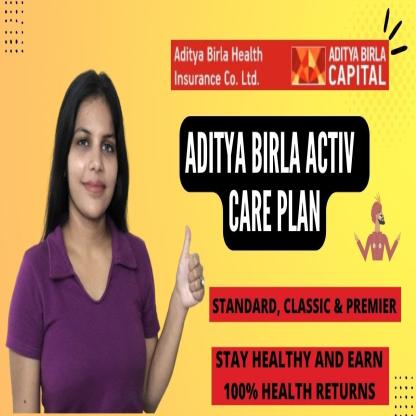 Aditya Birla Health
Insurance Co. Ltd.
ADITYA BIRLA
CAPITAL
ADITYA BIRLA ACTIV
CARE PLAN
STANDARD, CLASSIC & PREMIER
STAY HEALTHY AND EARN
100% HEALTH RETURNS